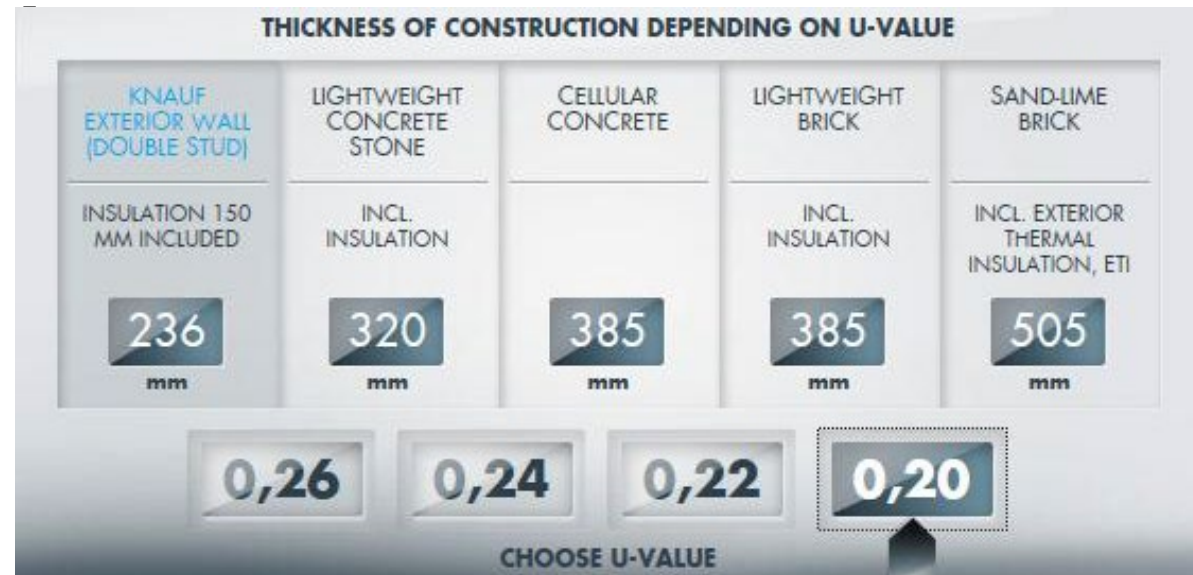 THICKNESS OF CONSTRUCTION DEPENDING ON U-VALUE
KNAUF
EXTERIOR WALL
(DOUBLE STUD)
INSULATION 150
MM INCLUDED
236
mm
LIGHTWEIGHT
CONCRETE
STONE
INCL.
INSULATION
320
mm
CELLULAR
CONCRETE
385
mm
LIGHTWEIGHT
BRICK
INCL.
INSULATION
385
mm
SAND-LIME
BRICK
INCL. EXTERIOR
THERMAL
INSULATION, ETI
505
mm
0,26
0,24
0,22
0,20
CHOOSE U-VALUE